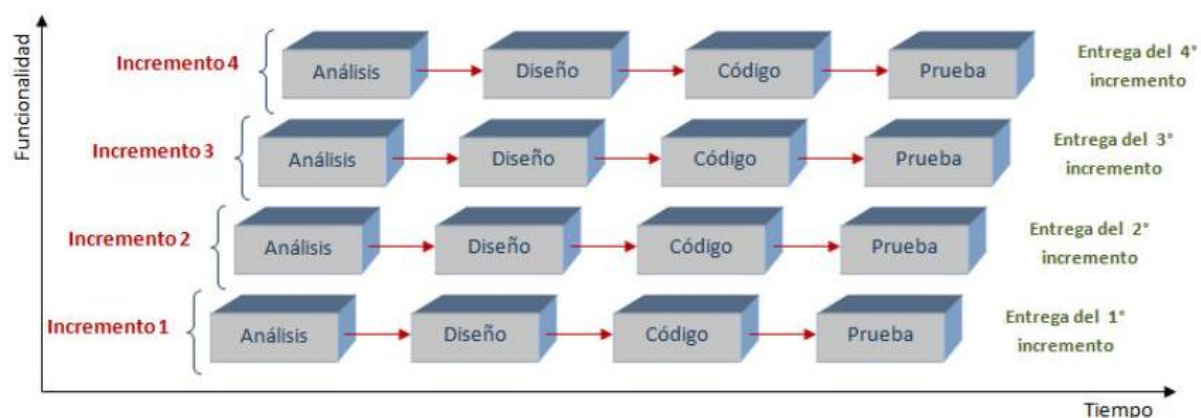 Funcionalidad
Incremento 4
Análisis
Diseño
Código
Prueba
Entrega del 4°
incremento
Incremento 3
Análisis
Diseño
Código
Prueba
Entrega del 3°
incremento
Incremento 2
Análisis
Diseño
Código
Prueba
Entrega del 2°
incremento
Incremento 1
Análisis
Diseño
Código
Prueba
Entrega del 1°
incremento
Tiempo